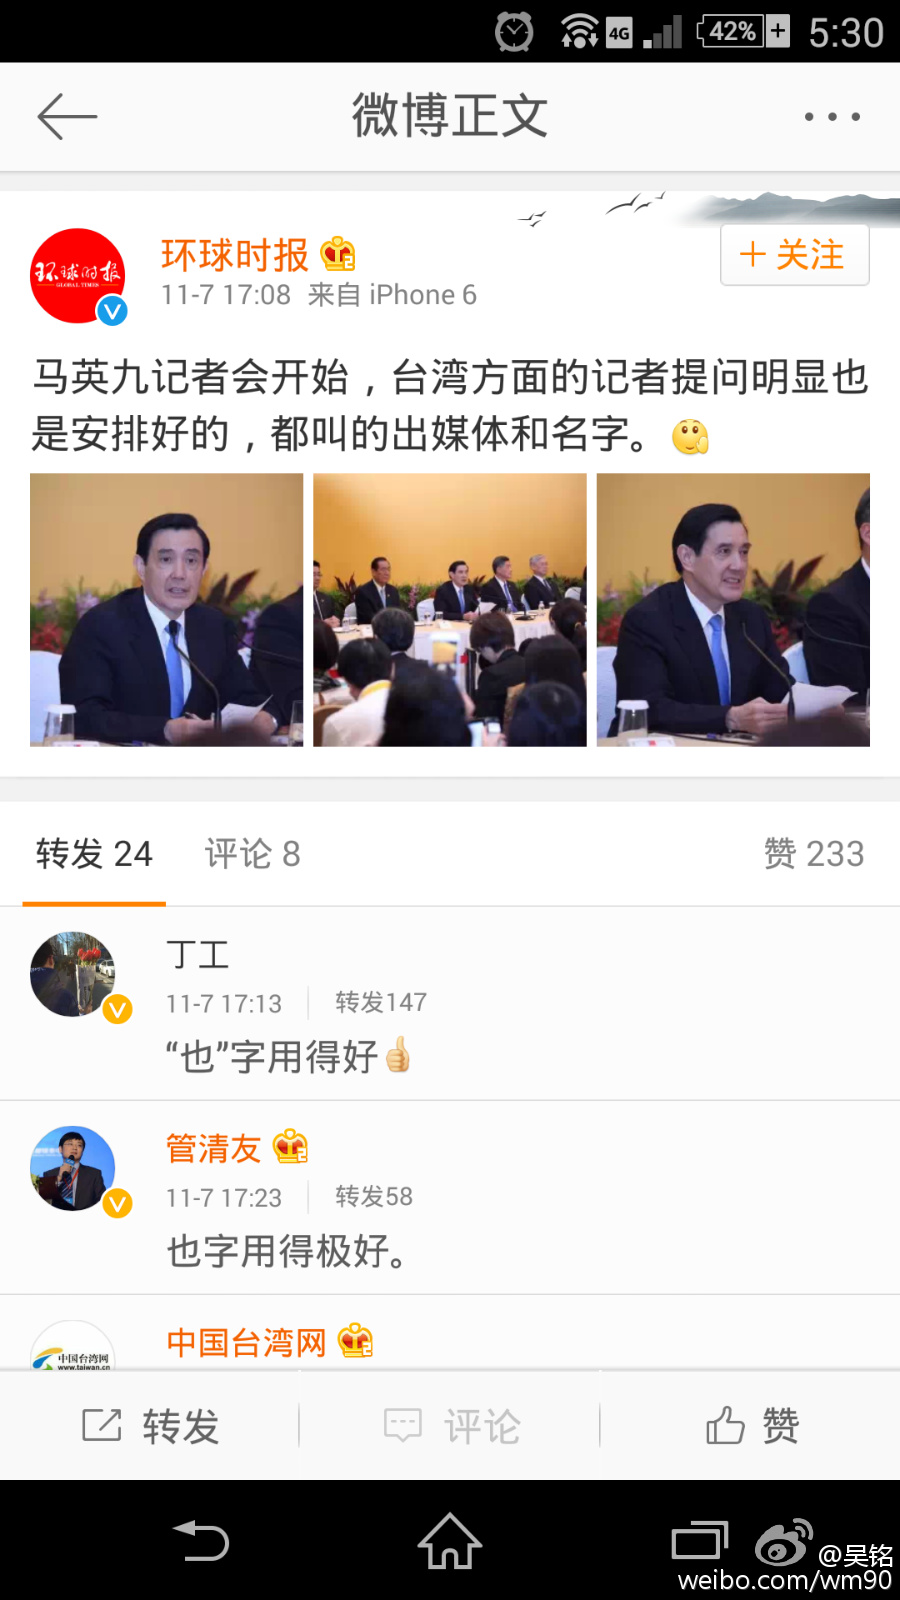 4G 42% 5:30
微博正文
环球时报
GLOBAL TIMES
环球时报
11-7 17:08 来自 iPhone 6
+ 关注
马英九记者会开始，台湾方面的记者提问明显也
是安排好的，都叫的出媒体和名字。
转发 24 评论 8 赞 233
丁工
11-7 17:13 转发147
“也”字用得好
管清友
11-7 17:23 转发58
也字用得极好。
中国台湾网
www.taiwan.cn
中国台湾网
转发 评论 赞
@吴铭
weibo.com/wm90